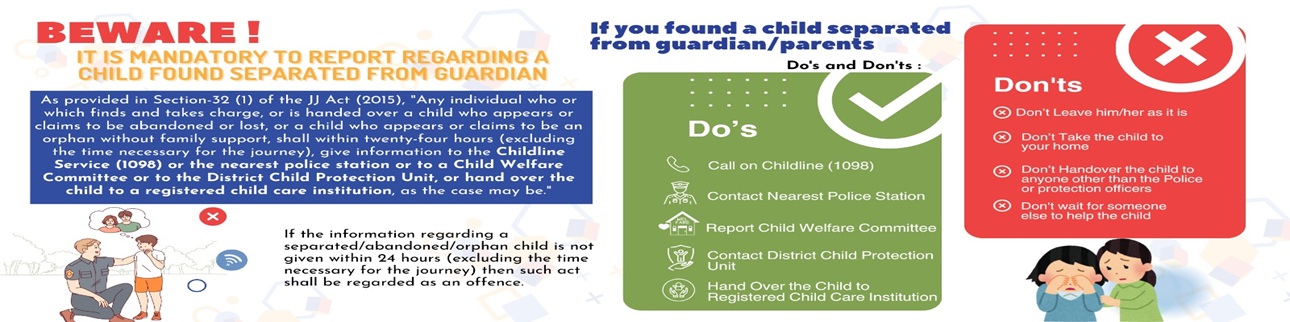 BEWARE !
IT IS MANDATORY TO REPORT REGARDING A
CHILD FOUND SEPARATED FROM GUARDIAN
As provided in Section-32 (1) of the JJ Act (2015), "Any individual who or
which finds and takes charge, or is handed over a child who appears or
claims to be abandoned or lost, or a child who appears or claims to be an
orphan without family support, shall within twenty-four hours (excluding
the time necessary for the journey), give information to the Childline
Service (1098) or the nearest police station or to a Child Welfare
Committee or to the District Child Protection Unit, or hand over the
child to a registered child care institution, as the case may be."
If the information regarding a
separated/abandoned/orphan child is not
given within 24 hours (excluding the time
necessary for the journey) then such act
shall be regarded as an offence.
If you found a child separated
from guardian/parents
Do's and Don'ts :
Do's
Call on Childline (1098)
Contact Nearest Police Station
Report Child Welfare Committee
Contact District Child Protection
Unit
Hand Over the Child to
Registered Child Care Institution
Don'ts
Don't Leave him/her as it is
Don't Take the child to
your home
Don't Handover the child to
anyone other than the Police
or protection officers
Don't wait for someone
else to help the child